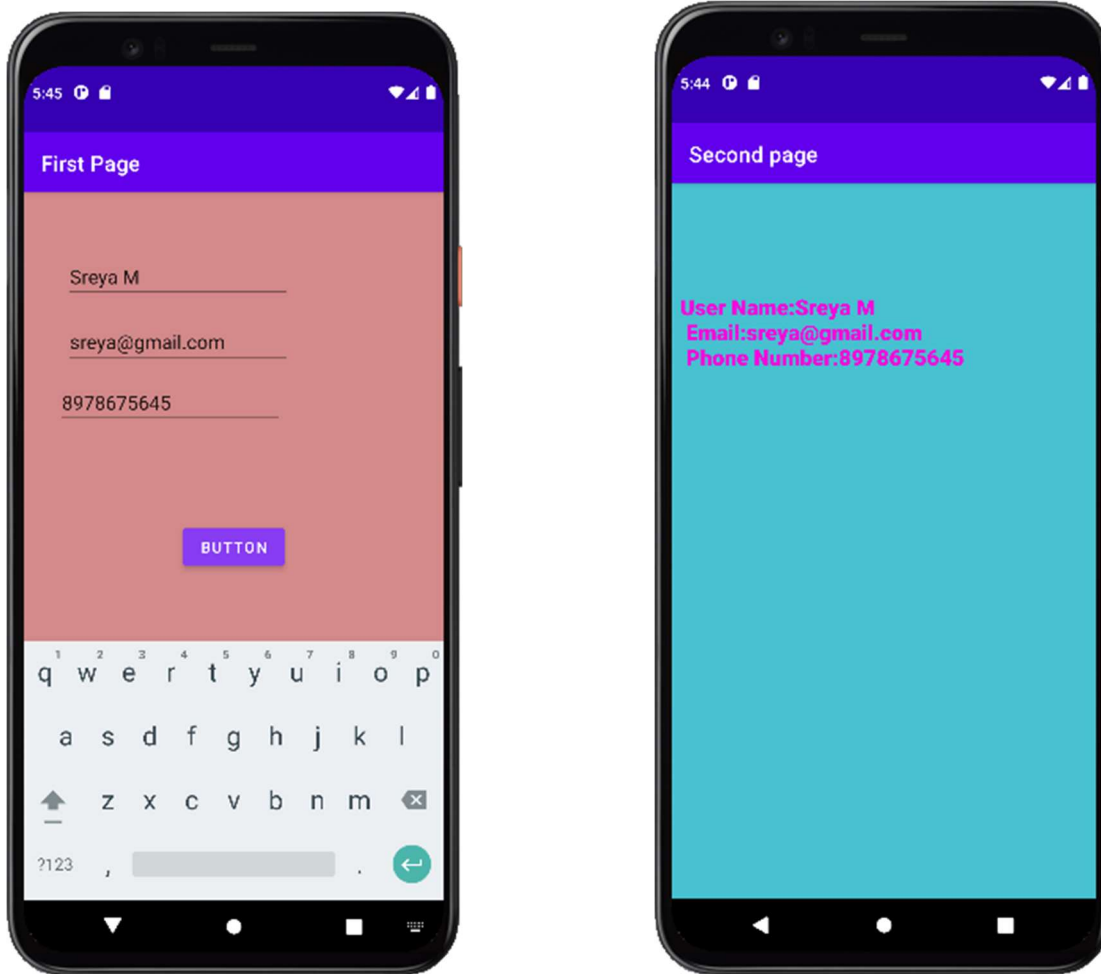 5:45
First Page
Sreya M
sreya@gmail.com
8978675645
BUTTON
1 2 3 4 5 6 7 8 9 0
q w e r t y u i o p
a s d f g h j k l
z x c v b n m
?123 , .
5:44
Second page
User Name:Sreya M
Email:sreya@gmail.com
Phone Number:8978675645